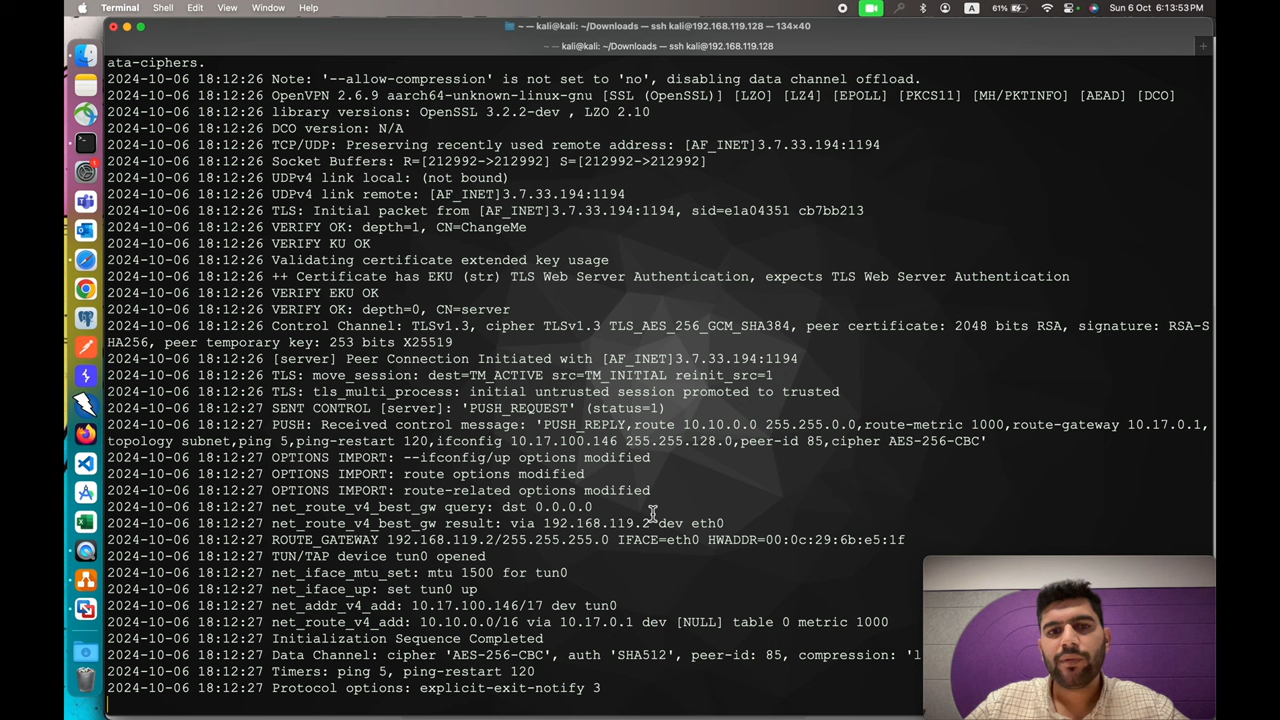 Terminal Shell Edit View Window Help A 61% Sun 6 Oct 6:13:53PM
~ — kali@kali: ~/Downloads — ssh kali@192.168.119.128 — 134×40
~ — kali@kali: ~/Downloads — ssh kali@192.168.119.128
ata-ciphers.
2024-10-06 18:12:26 Note: '--allow-compression' is not set to 'no', disabling data channel offload.
2024-10-06 18:12:26 OpenVPN 2.6.9 aarch64-unknown-linux-gnu [SSL (OpenSSL)] [LZO] [LZ4] [EPOLL] [PKCS11] [MH/PKTINFO] [AEAD] [DCO]
2024-10-06 18:12:26 library versions: OpenSSL 3.2.2-dev , LZO 2.10
2024-10-06 18:12:26 DCO version: N/A
2024-10-06 18:12:26 TCP/UDP: Preserving recently used remote address: [AF_INET]3.7.33.194:1194
2024-10-06 18:12:26 Socket Buffers: R=[212992->212992] S=[212992->212992]
2024-10-06 18:12:26 UDPv4 link local: (not bound)
2024-10-06 18:12:26 UDPv4 link remote: [AF_INET]3.7.33.194:1194
2024-10-06 18:12:26 TLS: Initial packet from [AF_INET]3.7.33.194:1194, sid=e1a04351 cb7bb213
2024-10-06 18:12:26 VERIFY OK: depth=1, CN=ChangeMe
2024-10-06 18:12:26 VERIFY KU OK
2024-10-06 18:12:26 Validating certificate extended key usage
2024-10-06 18:12:26 ++ Certificate has EKU (str) TLS Web Server Authentication, expects TLS Web Server Authentication
2024-10-06 18:12:26 VERIFY EKU OK
2024-10-06 18:12:26 VERIFY OK: depth=0, CN=server
2024-10-06 18:12:26 Control Channel: TLSv1.3, cipher TLSv1.3 TLS_AES_256_GCM_SHA384, peer certificate: 2048 bits RSA, signature: RSA-S
HA256, peer temporary key: 253 bits X25519
2024-10-06 18:12:26 [server] Peer Connection Initiated with [AF_INET]3.7.33.194:1194
2024-10-06 18:12:26 TLS: move_session: dest=TM_ACTIVE src=TM_INITIAL reinit_src=1
2024-10-06 18:12:26 TLS: tls_multi_process: initial untrusted session promoted to trusted
2024-10-06 18:12:27 SENT CONTROL [server]: 'PUSH_REQUEST' (status=1)
2024-10-06 18:12:27 PUSH: Received control message: 'PUSH_REPLY,route 10.10.0.0 255.255.0.0,route-metric 1000,route-gateway 10.17.0.1,
topology subnet,ping 5,ping-restart 120,ifconfig 10.17.100.146 255.255.128.0,peer-id 85,cipher AES-256-CBC'
2024-10-06 18:12:27 OPTIONS IMPORT: --ifconfig/up options modified
2024-10-06 18:12:27 OPTIONS IMPORT: route options modified
2024-10-06 18:12:27 OPTIONS IMPORT: route-related options modified
2024-10-06 18:12:27 net_route_v4_best_gw query: dst 0.0.0.0
2024-10-06 18:12:27 net_route_v4_best_gw result: via 192.168.119.2 dev eth0
2024-10-06 18:12:27 ROUTE_GATEWAY 192.168.119.2/255.255.255.0 IFACE=eth0 HWADDR=00:0c:29:6b:e5:1f
2024-10-06 18:12:27 TUN/TAP device tun0 opened
2024-10-06 18:12:27 net_iface_mtu_set: mtu 1500 for tun0
2024-10-06 18:12:27 net_iface_up: set tun0 up
2024-10-06 18:12:27 net_addr_v4_add: 10.17.100.146/17 dev tun0
2024-10-06 18:12:27 net_route_v4_add: 10.10.0.0/16 via 10.17.0.1 dev [NULL] table 0 metric 1000
2024-10-06 18:12:27 Initialization Sequence Completed
2024-10-06 18:12:27 Data Channel: cipher 'AES-256-CBC', auth 'SHA512', peer-id: 85, compression: 'l
2024-10-06 18:12:27 Timers: ping 5, ping-restart 120
2024-10-06 18:12:27 Protocol options: explicit-exit-notify 3